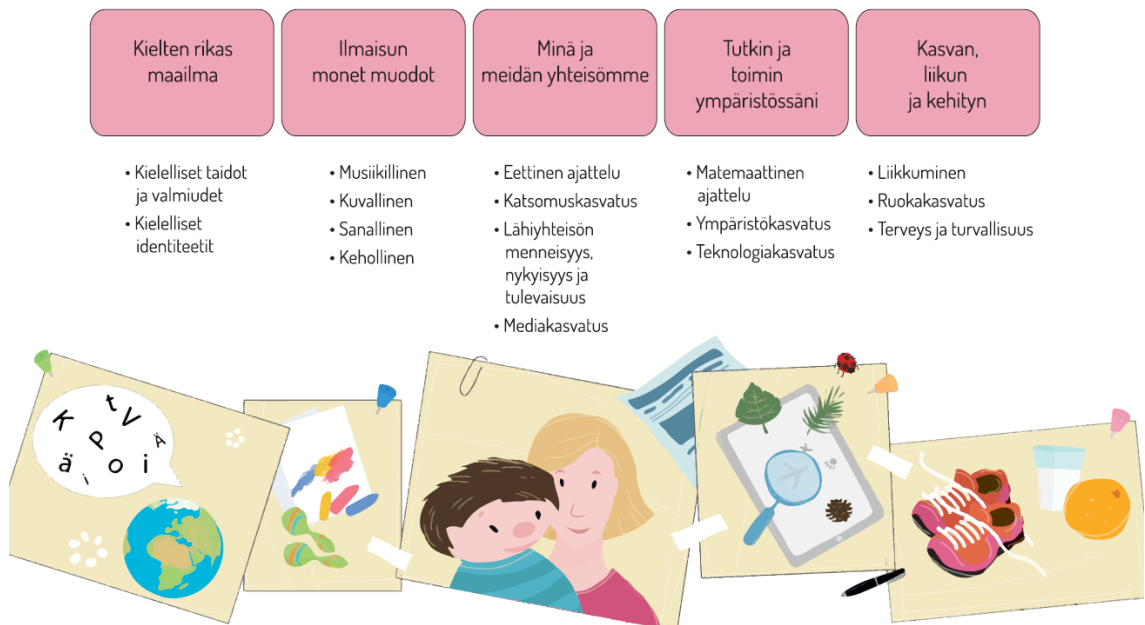 Kielten rikas
maailma
Ilmaisun
monet muodot
Minä ja
meidän yhteisömme
Tutkin ja
toimin
ympäristössäni
Kasvan,
liikun
ja kehityn
• Kielelliset taidot
ja valmiudet
• Kielelliset
identiteetit
• Musiikillinen
• Kuvallinen
• Sanallinen
• Kehollinen
• Eettinen ajattelu
• Katsomuskasvatus
• Lähiyhteisön
menneisyys,
nykyisyys ja
tulevaisuus
• Mediakasvatus
• Matemaattinen
ajattelu
• Ympäristökasvatus
• Teknologiakasvatus
• Liikkuminen
• Ruokakasvatus
• Terveys ja turvallisuus
K t V
P Ä
ä i o i